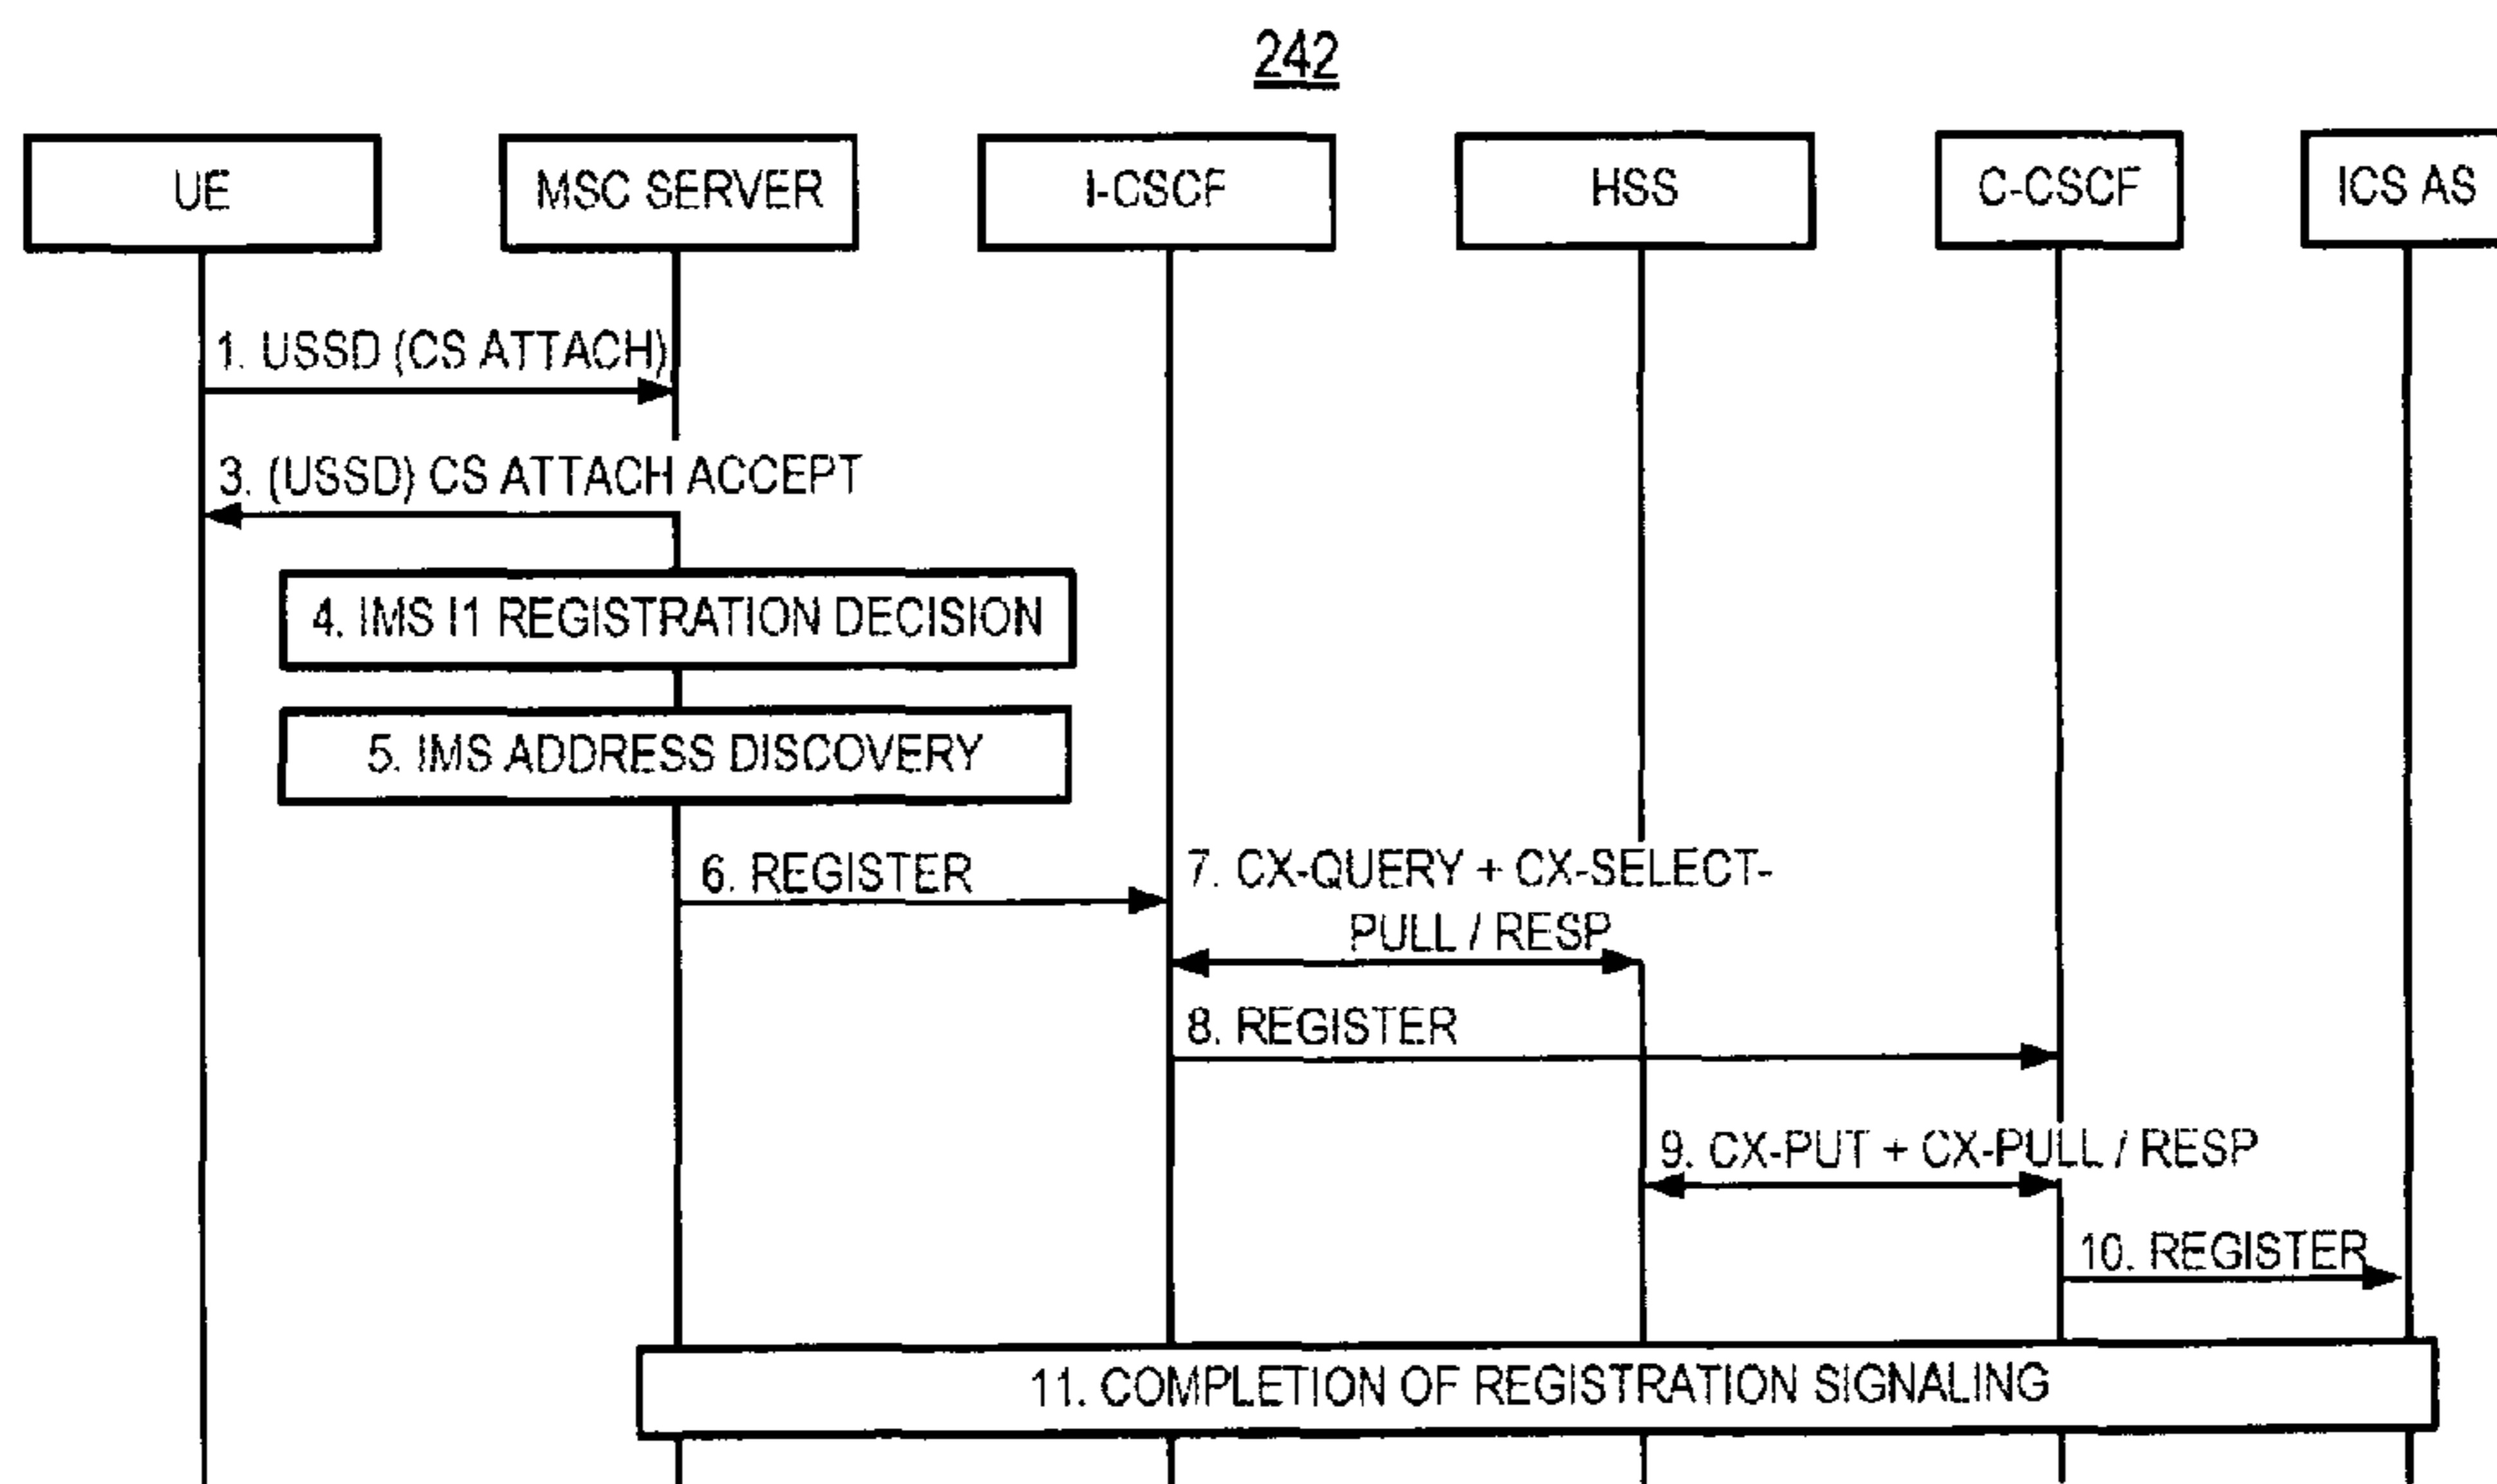 242
UE
MSC SERVER
I-CSCF
HSS
C-CSCF
ICS AS
1. USSD (CS ATTACH)
3. (USSD) CS ATTACH ACCEPT
4. IMS I1 REGISTRATION DECISION
5. IMS ADDRESS DISCOVERY
6. REGISTER
7. CX-QUERY + CX-SELECT-
PULL / RESP
8. REGISTER
9. CX-PUT + CX-PULL / RESP
10. REGISTER
11. COMPLETION OF REGISTRATION SIGNALING